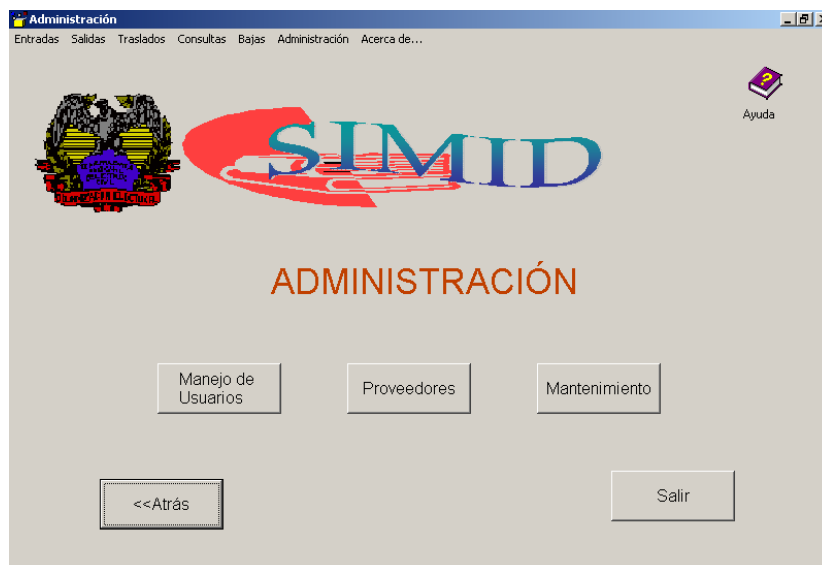 Administración
Entradas Salidas Traslados Consultas Bajas Administración Acerca de...
Ayuda
SIMID
ADMINISTRACIÓN
Manejo de
Usuarios
Proveedores
Mantenimiento
<<Atrás
Salir